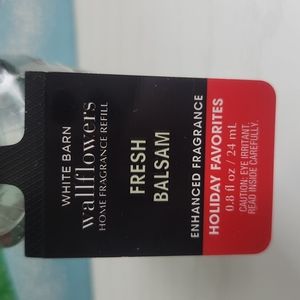 WHITE BARN
wallflowers
HOME FRAGRANCE REFILL
FRESH
BALSAM
ENHANCED FRAGRANCE
HOLIDAY FAVORITES
0.8 fl oz / 24 mL
CAUTION: EYE IRRITANT.
READ INSIDE CAREFULLY.